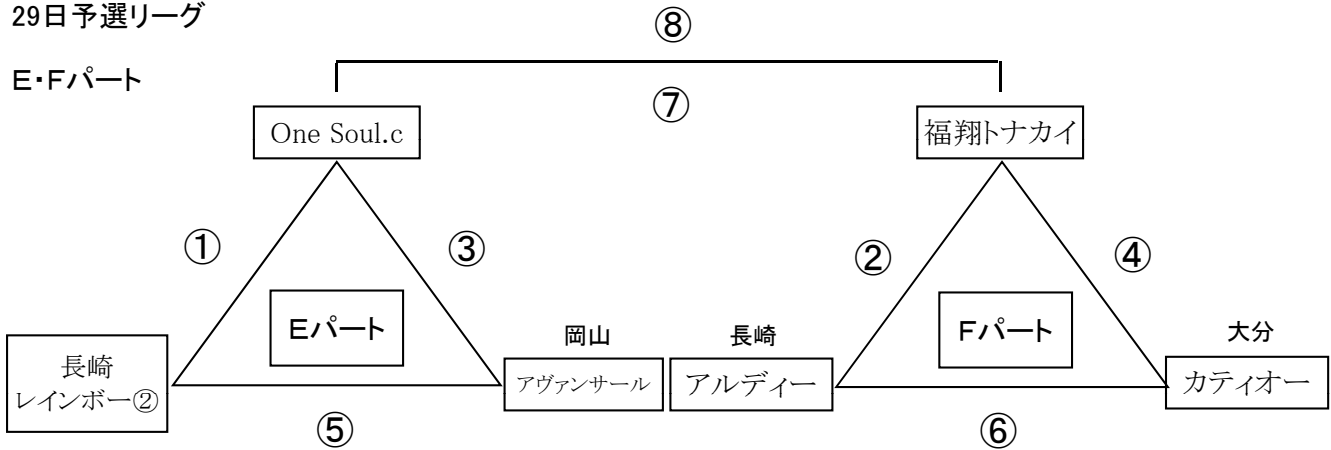 29日予選リーグ
⑧
E・Fパート
⑦
One Soul.c
福翔トナカイ
①
③
②
④
Eパート
Fパート
岡山
長崎
大分
長崎
レインボー②
アヴァンサール
アルディー
カティオー
⑤
⑥